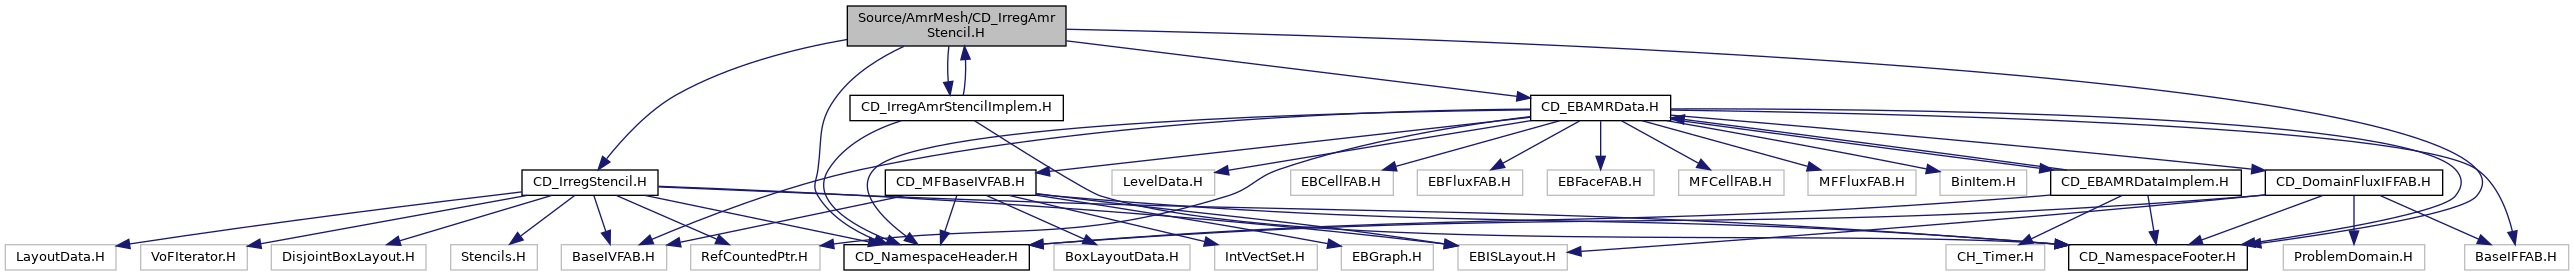 Source/AmrMesh/CD_IrregAmr
Stencil.H
CD_IrregAmrStencilImplem.H
CD_EBAMRData.H
CD_IrregStencil.H
CD_MFBaseIVFAB.H
LevelData.H
EBCellFAB.H
EBFluxFAB.H
EBFaceFAB.H
MFCellFAB.H
MFFluxFAB.H
BinItem.H
CD_EBAMRDataImplem.H
CD_DomainFluxIFFAB.H
LayoutData.H
VoFIterator.H
DisjointBoxLayout.H
Stencils.H
BaseIVFAB.H
RefCountedPtr.H
CD_NamespaceHeader.H
BoxLayoutData.H
IntVectSet.H
EBGraph.H
EBISLayout.H
CH_Timer.H
CD_NamespaceFooter.H
ProblemDomain.H
BaseIFFAB.H